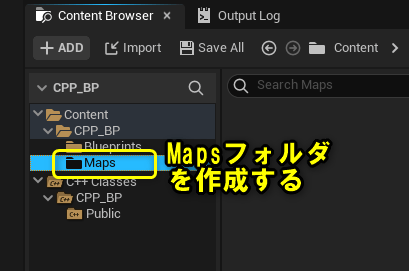 Content Browser
Output Log
ADD
Import
Save All
Content
CPP_BP
Search Maps
Content
CPP_BP
Blueprints
Maps
C++ Classes
CPP_BP
Public
Mapsフォルダ
を作成する